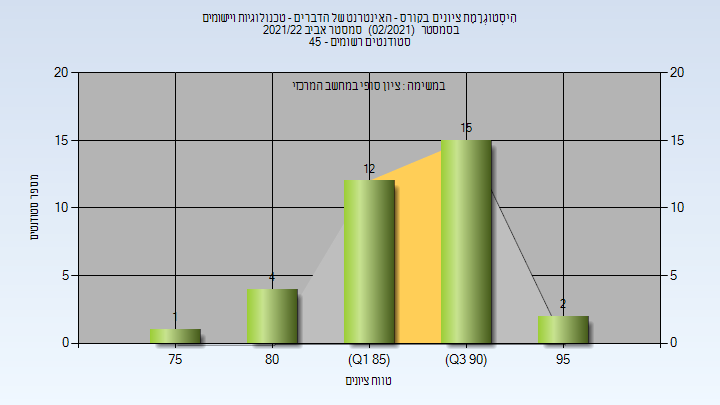 היסטוגרמת ציונים בקורס - האינטרנט של הדברים - טכנולוגיות ויישומים
בסמסטר (02/2021) סמסטר אביב 2021/22
סטודנטים רשומים - 45
במשימה : ציון סופי במחשב המרכזי
20 20
15 15
10 10
5 5
0 0
1 4 12 15 2
מספר סטודנטים
75 80 (Q1 85) (Q3 90) 95
טווח ציונים